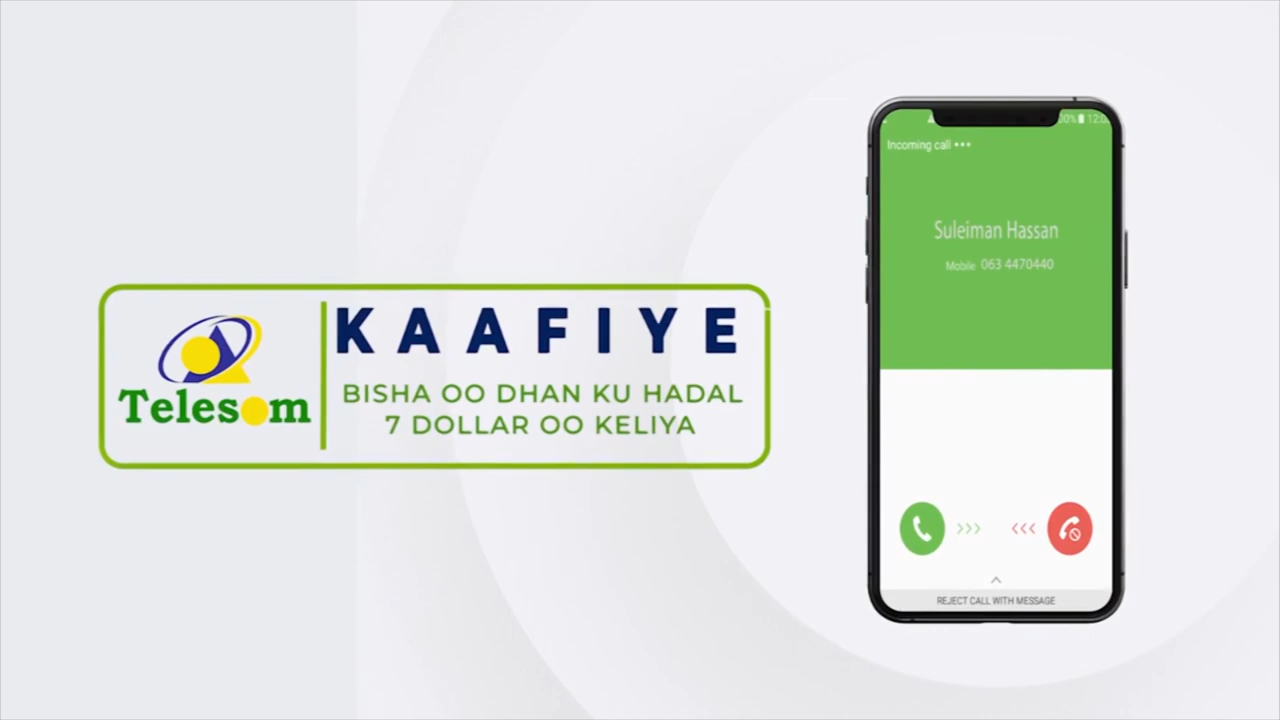 Telesom
KAAFIYE
BISHA OO DHAN KU HADAL
7 DOLLAR OO KELIYA
Incoming call •••
Suleiman Hassan
Mobile 063 4470440
REJECT CALL WITH MESSAGE